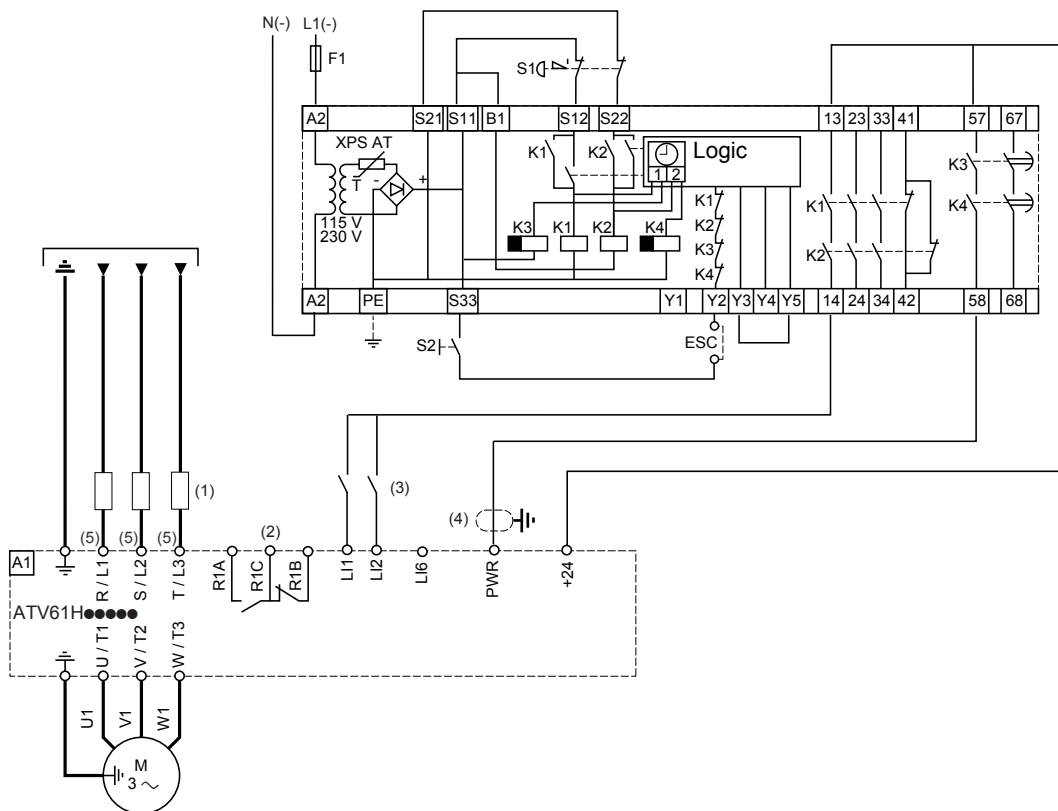 N(-) L1(-)
F1
S1
A2 S21 S11 B1 S12 S22 13 23 33 41 57 67
XPS AT
T
-
+
115 V
230 V
K1 K2
Logic
1 2
K3 K1 K2 K4
K1
K2
K3
K4
K1
K2
K3
K4
A2 PE S33 Y1 Y2 Y3 Y4 Y5 14 24 34 42 58 68
S2
ESC
(1)
(3)
(4)
(5) (5) (5)
(2)
A1
R / L1
S / L2
T / L3
R1A
R1C
R1B
LI1
LI2
LI6
PWR
+24
ATV61H●●●●●
U / T1
V / T2
W / T3
U1
V1
W1
M
3 ~